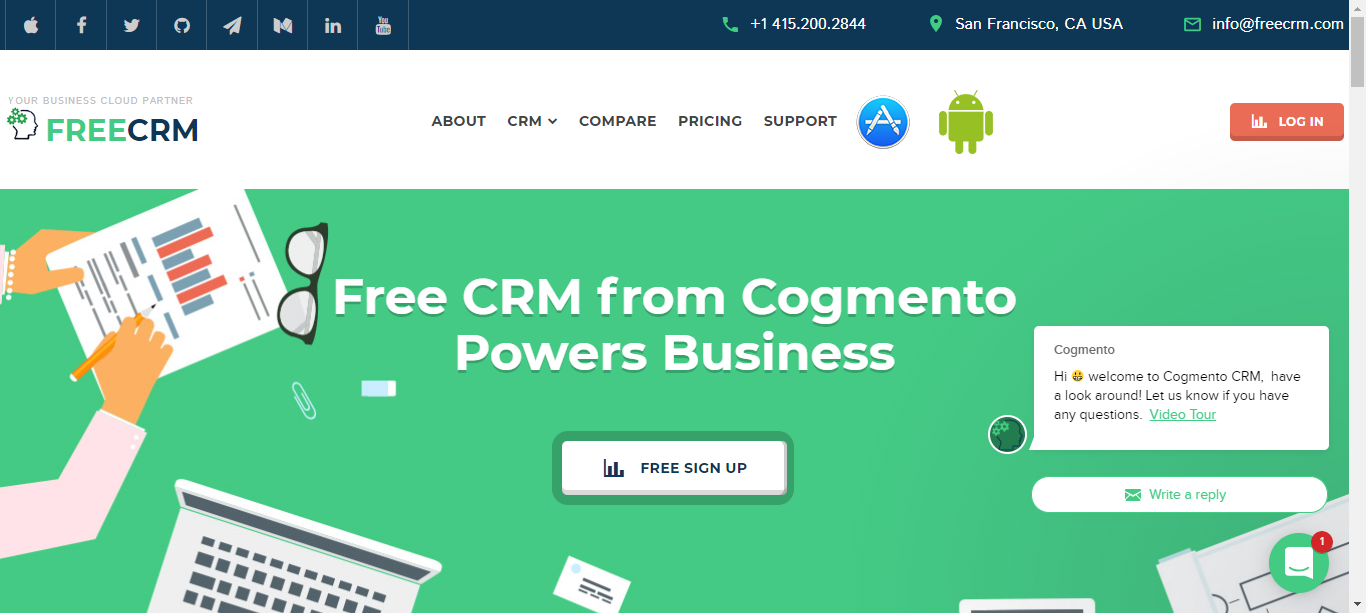 You Tube
+1 415.200.2844
San Francisco, CA USA
info@freecrm.com
YOUR BUSINESS CLOUD PARTNER
FREECRM
ABOUT
CRM
COMPARE
PRICING
SUPPORT
LOG IN
Free CRM from Cogmento
Powers Business
FREE SIGN UP
Cogmento
Hi 😀 welcome to Cogmento CRM, have
a look around! Let us know if you have
any questions. Video Tour
Write a reply
1